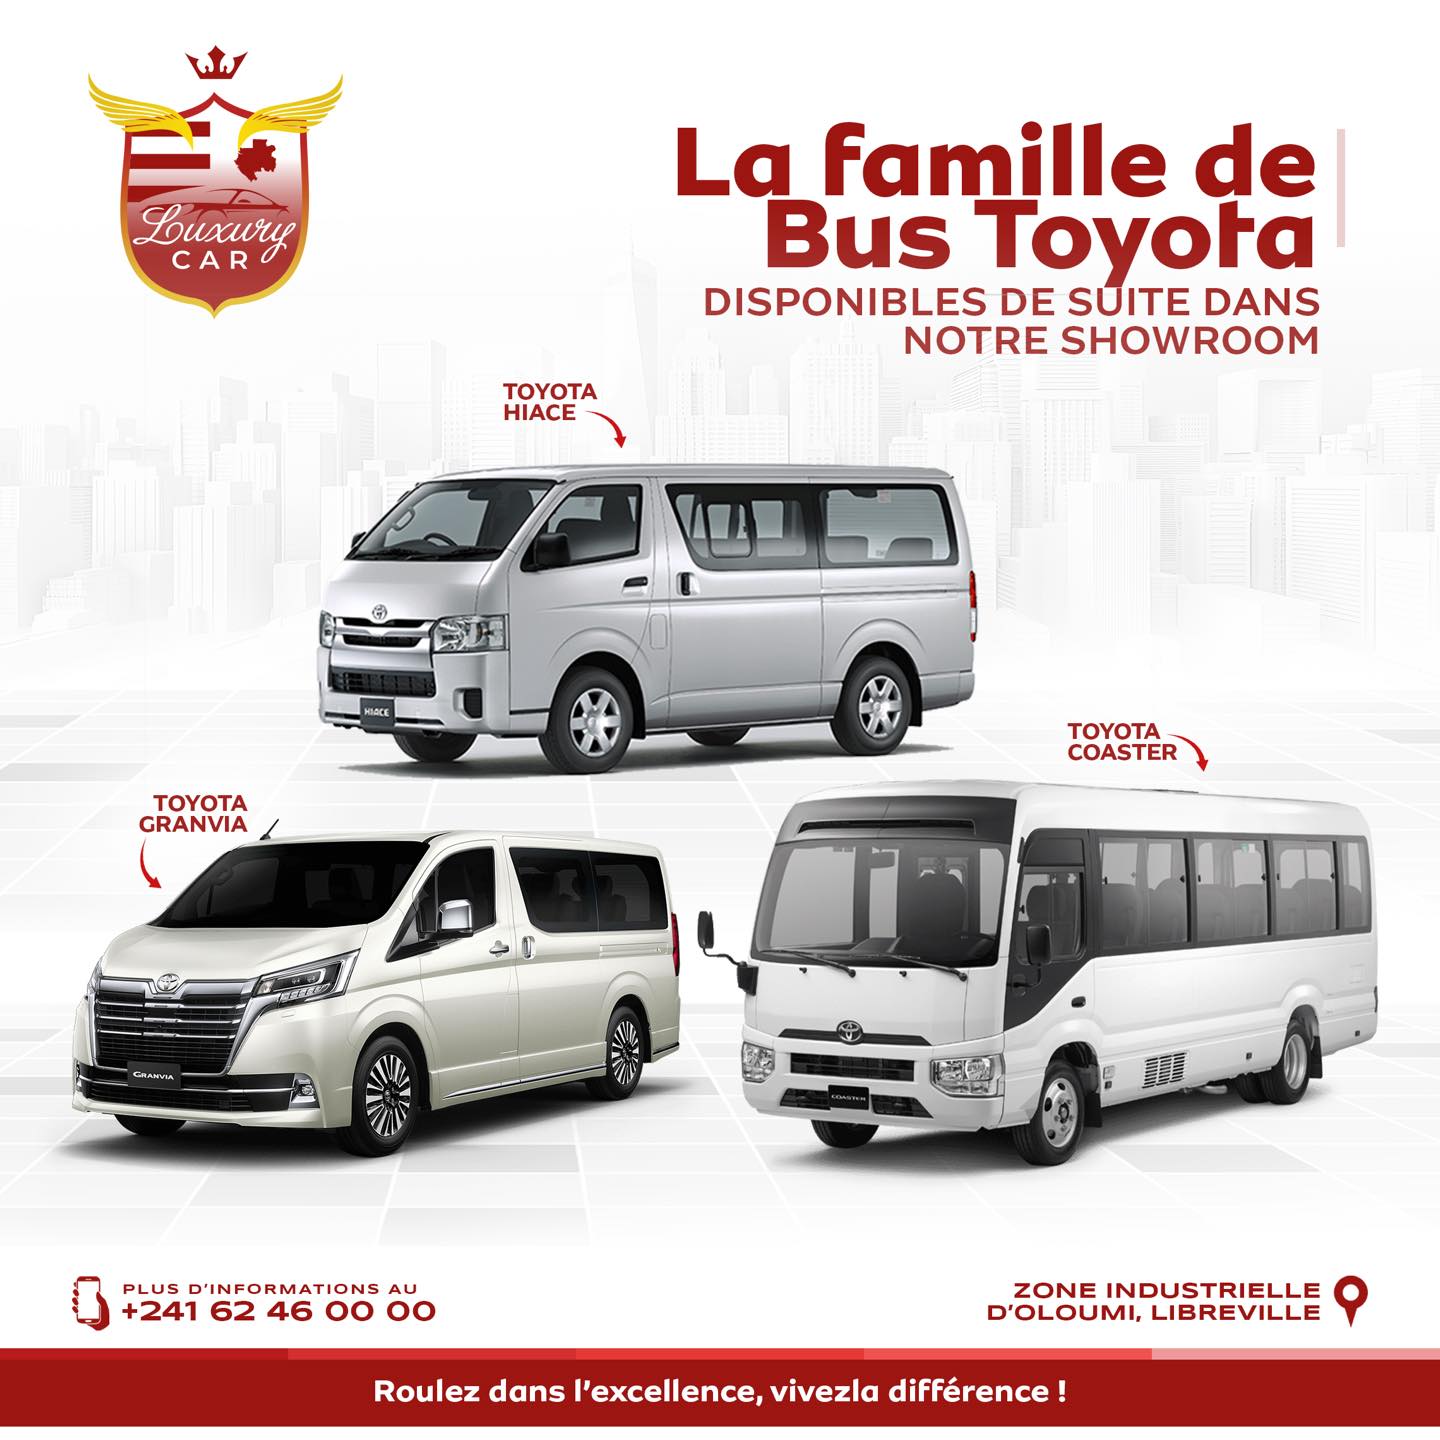 Luxury
CAR
La famille de
Bus Toyota
DISPONIBLES DE SUITE DANS
NOTRE SHOWROOM
TOYOTA
HIACE
HIACE
TOYOTA
COASTER
TOYOTA
GRANVIA
GRANVIA
COASTER
PLUS D'INFORMATIONS AU
+241 62 46 00 00
ZONE INDUSTRIELLE
D'OLOUMI, LIBREVILLE
Roulez dans l'excellence, vivezla différence !